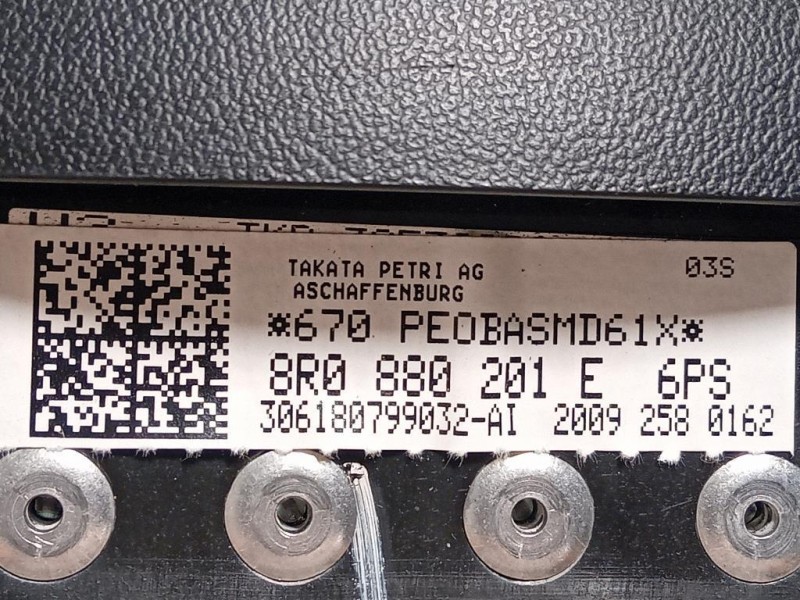 TAKATA PETRI AG
03S
ASCHAFFENBURG
*670 PEOBASMD61X*
8R0 880 201 E 6PS
306180799032-AI 2009 258 0162